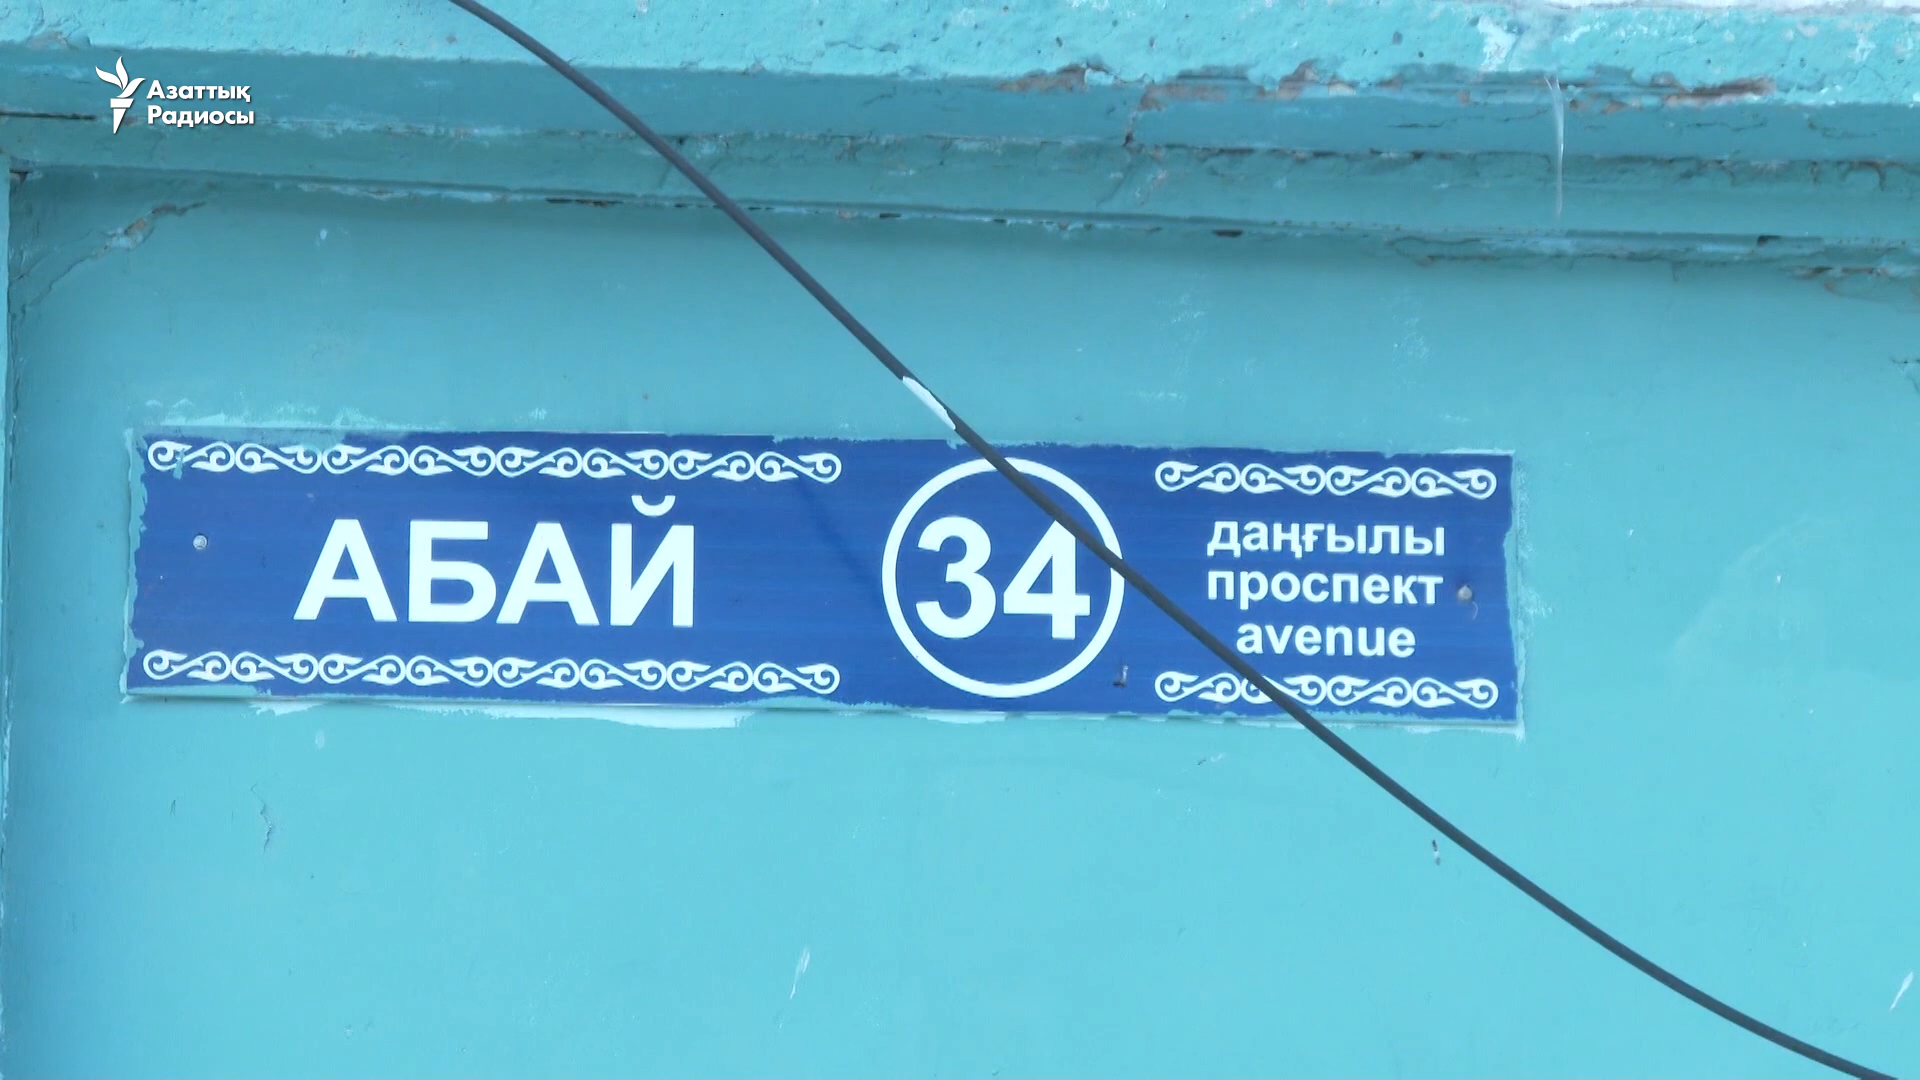 Азаттық
Радиосы
АБАЙ
34
даңғылы
проспект
avenue